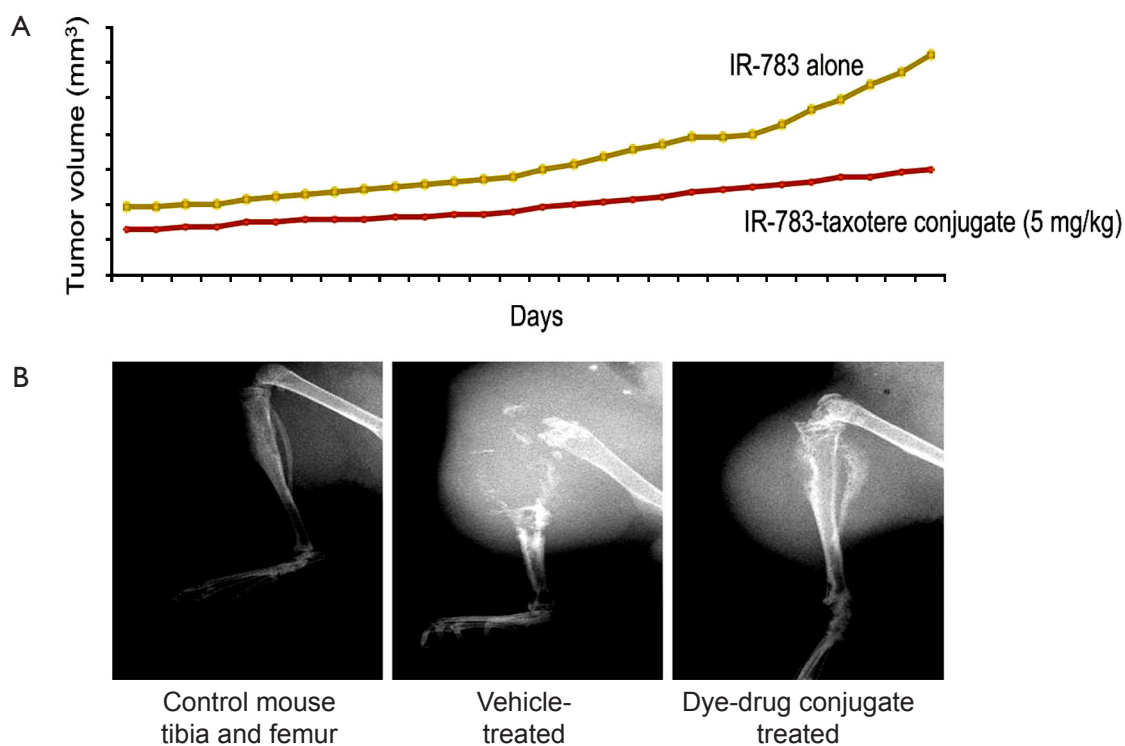 A
Tumor volume (mm³)
IR-783 alone
IR-783-taxotere conjugate (5 mg/kg)
Days
B
Control mouse
tibia and femur
Vehicle-
treated
Dye-drug conjugate
treated